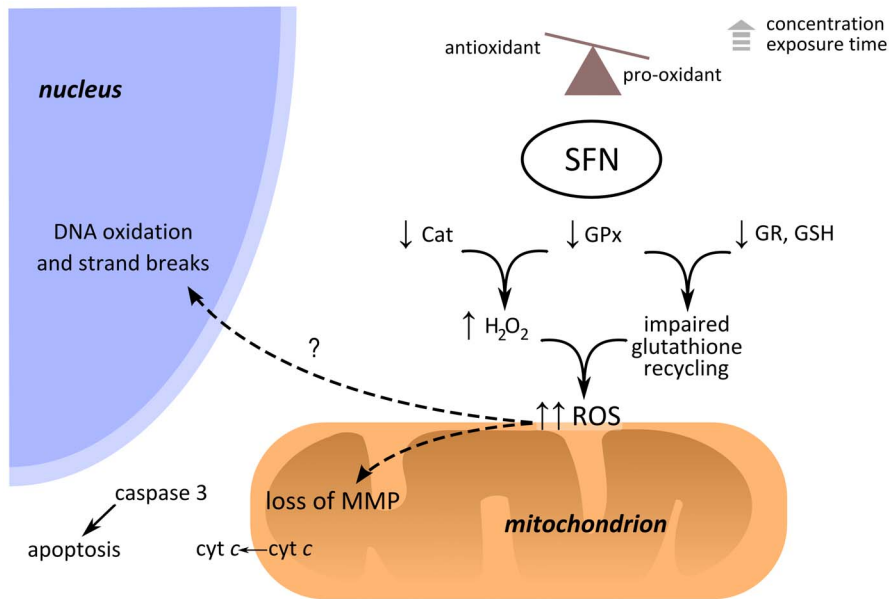 concentration
exposure time
antioxidant
pro-oxidant
nucleus
SFN
DNA oxidation
and strand breaks
↓ Cat
↓ GPx
↓ GR, GSH
?
↑ H₂O₂
impaired
glutathione
recycling
↑↑ ROS
loss of MMP
mitochondrion
caspase 3
apoptosis
cyt c
cyt c